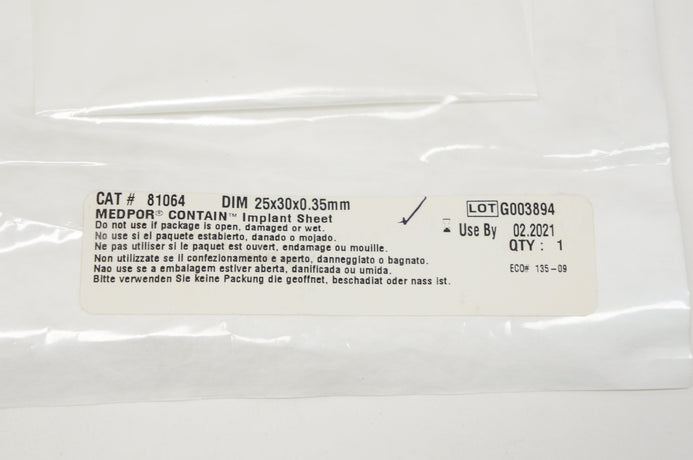 CAT # 81064 DIM 25x30x0.35mm
MEDPOR® CONTAIN™ Implant Sheet
Do not use if package is open, damaged or wet.
No use si el paquete estabierto, danado o mojado.
Ne pas utiliser si le paquet est ouvert, endamage ou mouille.
Non utilizzate se il confezionamento e aperto, danneggiato o bagnato.
Nao use se a embalagem estiver aberta, danificada ou umida.
Bitte verwenden Sie keine Packung die geoffnet, beschadiat oder nass ist.
LOT G003894
Use By 02.2021
QTY : 1
ECO# 135-09